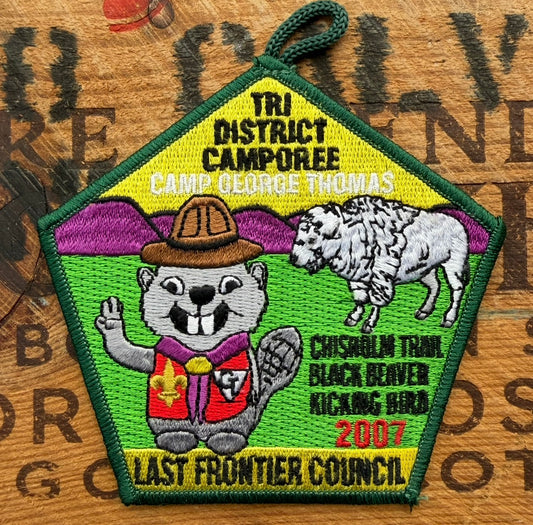 TRI
DISTRICT
CAMPOREE
CAMP GEORGE THOMAS
CHISHOLM TRAIL
BLACK BEAVER
KICKING BIRD
2007
LAST FRONTIER COUNCIL